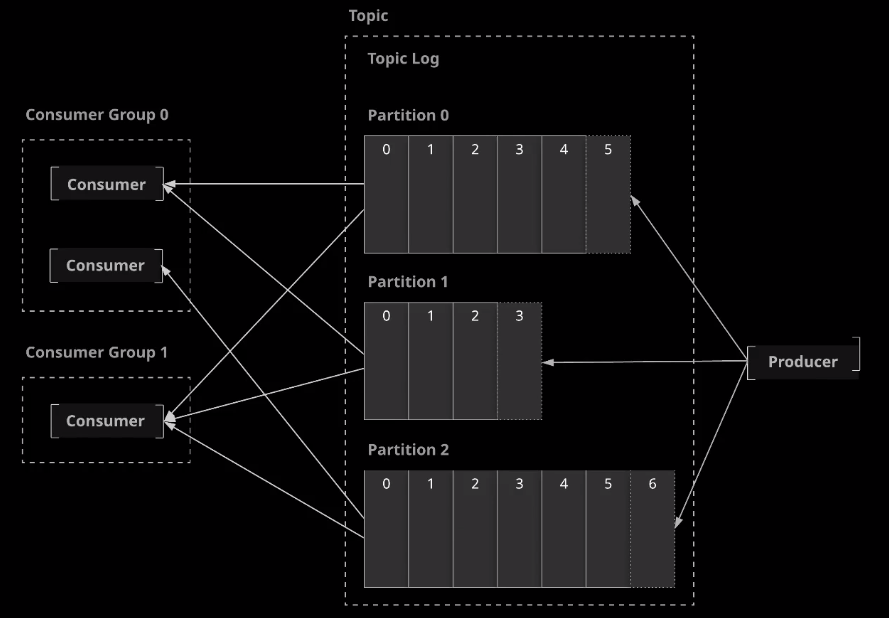 Topic
Topic Log
Consumer Group 0
Consumer
Consumer
Consumer Group 1
Consumer
Partition 0
0 1 2 3 4 5
Partition 1
0 1 2 3
Partition 2
0 1 2 3 4 5 6
Producer